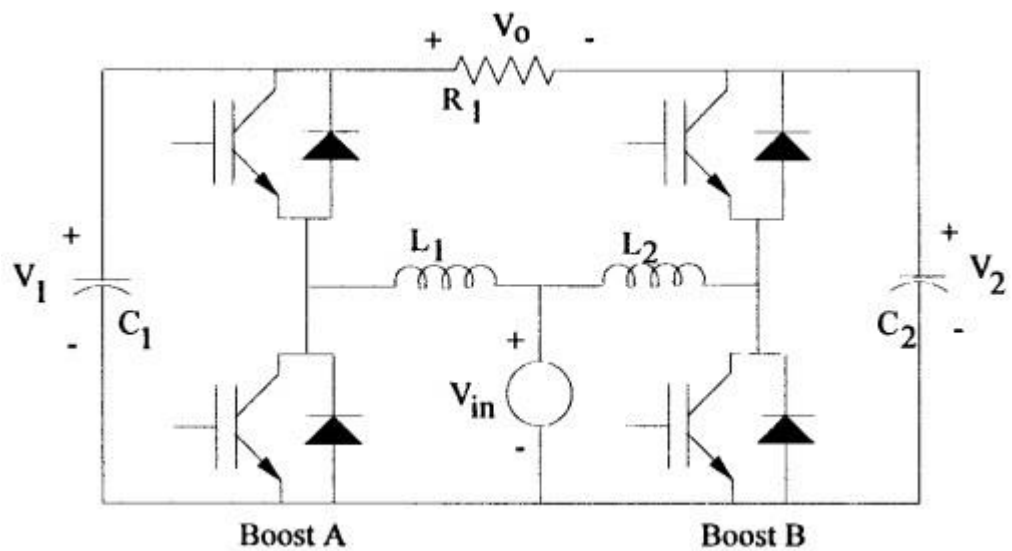 + Vo -
R1
+
V1
-
C1
L1
L2
+
Vin
-
+
V2
-
C2
Boost A
Boost B